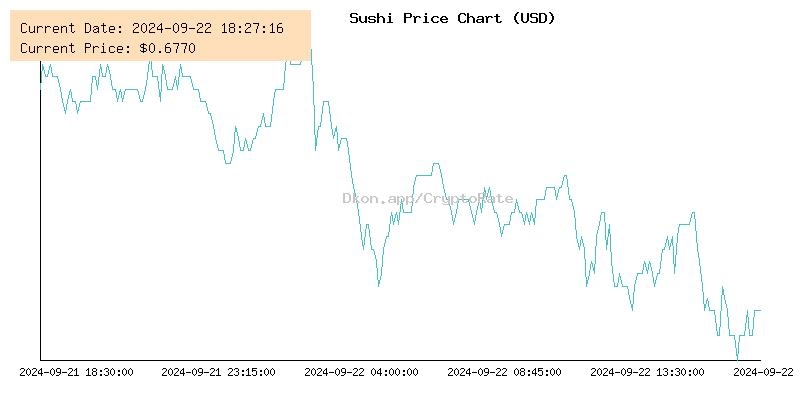 Sushi Price Chart (USD)
Current Date: 2024-09-22 18:27:16
Current Price: $0.6770
Dkon.app/CryptoRate
2024-09-21 18:30:00 2024-09-21 23:15:00 2024-09-22 04:00:00 2024-09-22 08:45:00 2024-09-22 13:30:00 2024-09-22